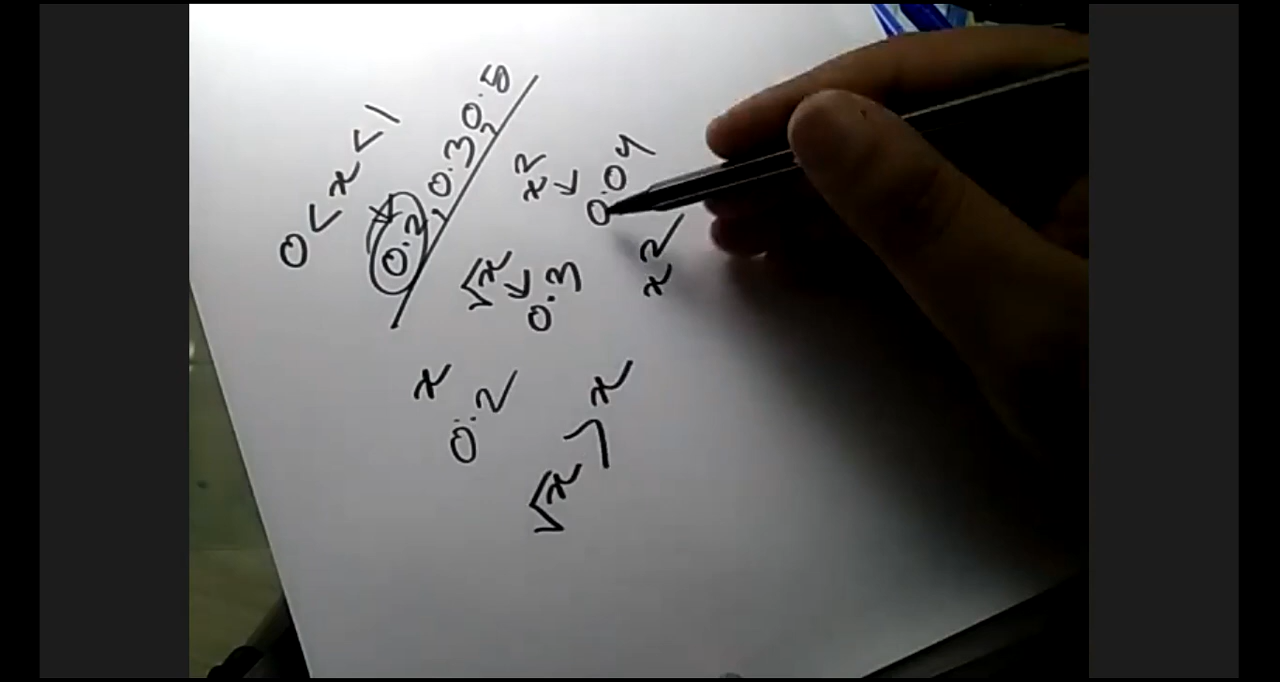 0 < x < 1
0.2, 0.3, 0.5
x²
0.04
√x
0.3
x²
x
0.2
√x > x